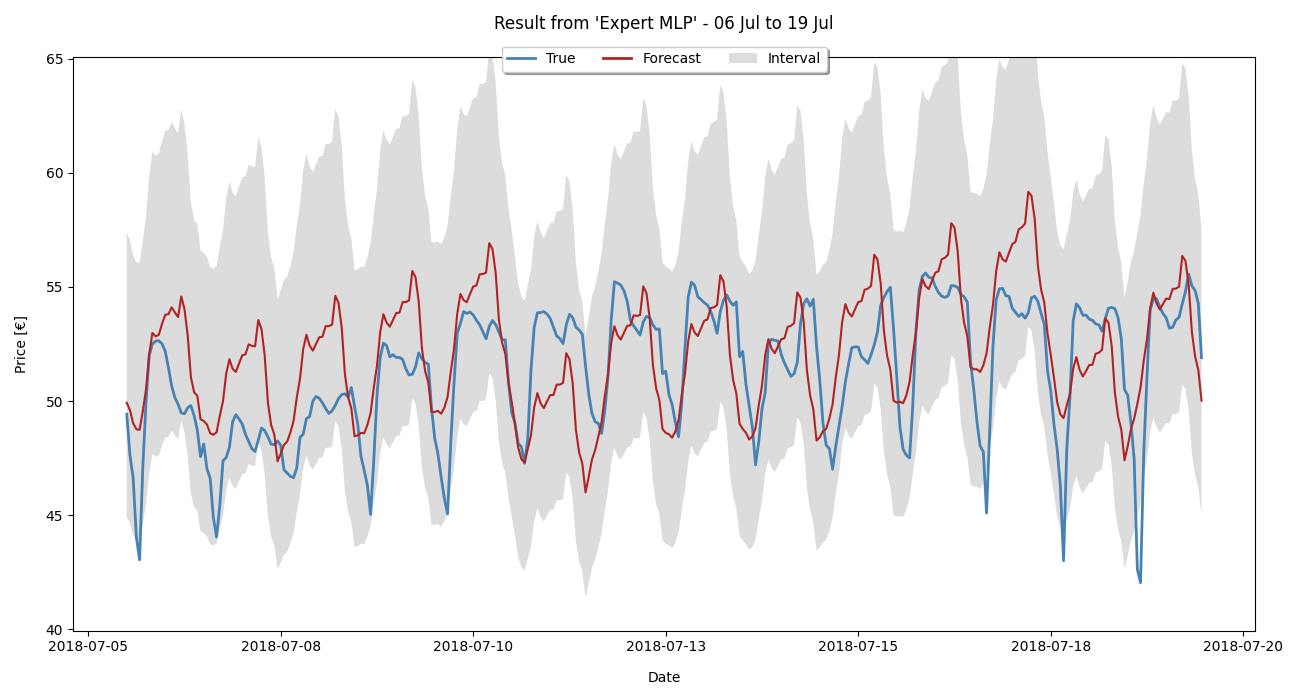 Result from 'Expert MLP' - 06 Jul to 19 Jul
True Forecast Interval
65
60
55
50
45
40
Price [€]
2018-07-05 2018-07-08 2018-07-10 2018-07-13 2018-07-15 2018-07-18 2018-07-20
Date